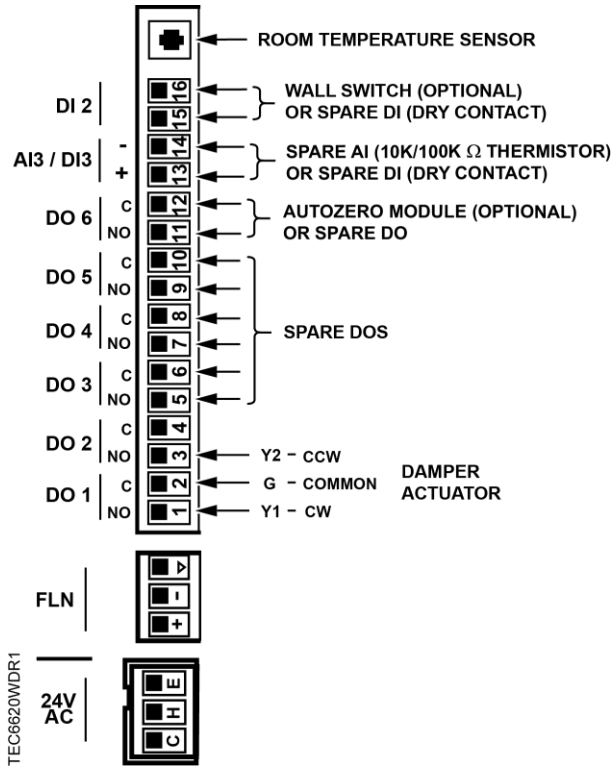 ROOM TEMPERATURE SENSOR
DI 2
16
15
WALL SWITCH (OPTIONAL)
OR SPARE DI (DRY CONTACT)
AI3 / DI3
-
+
14
13
SPARE AI (10K/100K Ω THERMISTOR)
OR SPARE DI (DRY CONTACT)
DO 6
C
NO
12
11
AUTOZERO MODULE (OPTIONAL)
OR SPARE DO
DO 5
C
NO
10
9
DO 4
C
NO
8
7
DO 3
C
NO
6
5
SPARE DOS
DO 2
C
NO
4
3
Y2 - CCW
DO 1
C
NO
2
1
G - COMMON
Y1 - CW
DAMPER
ACTUATOR
FLN
-
+
24V
AC
E
H
C
TEC6620WDR1